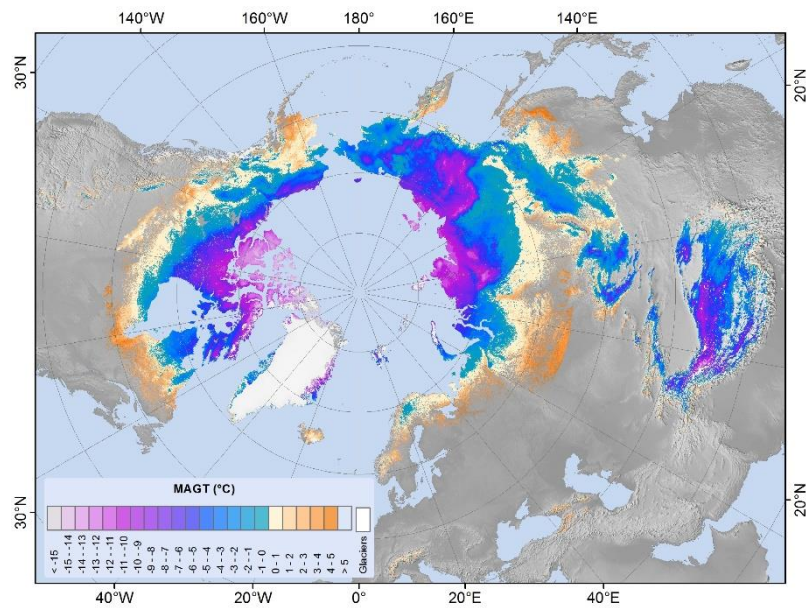 140°W 160°W 180° 160°E 140°E
30°N
20°N
30°N
20°N
MAGT (°C)
< -15
-15 - -14
-14 - -13
-13 - -12
-12 - -11
-11 - -10
-10 - -9
-9 - -8
-8 - -7
-7 - -6
-6 - -5
-5 - -4
-4 - -3
-3 - -2
-2 - -1
-1 - 0
0 - 1
1 - 2
2 - 3
3 - 4
4 - 5
> 5
Glaciers
40°W 20°W 0° 20°E 40°E